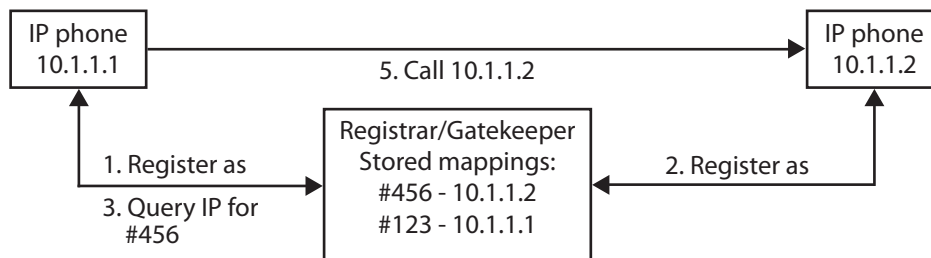 IP phone
10.1.1.1
5. Call 10.1.1.2
IP phone
10.1.1.2
1. Register as
3. Query IP for
#456
Registrar/Gatekeeper
Stored mappings:
#456 - 10.1.1.2
#123 - 10.1.1.1
2. Register as